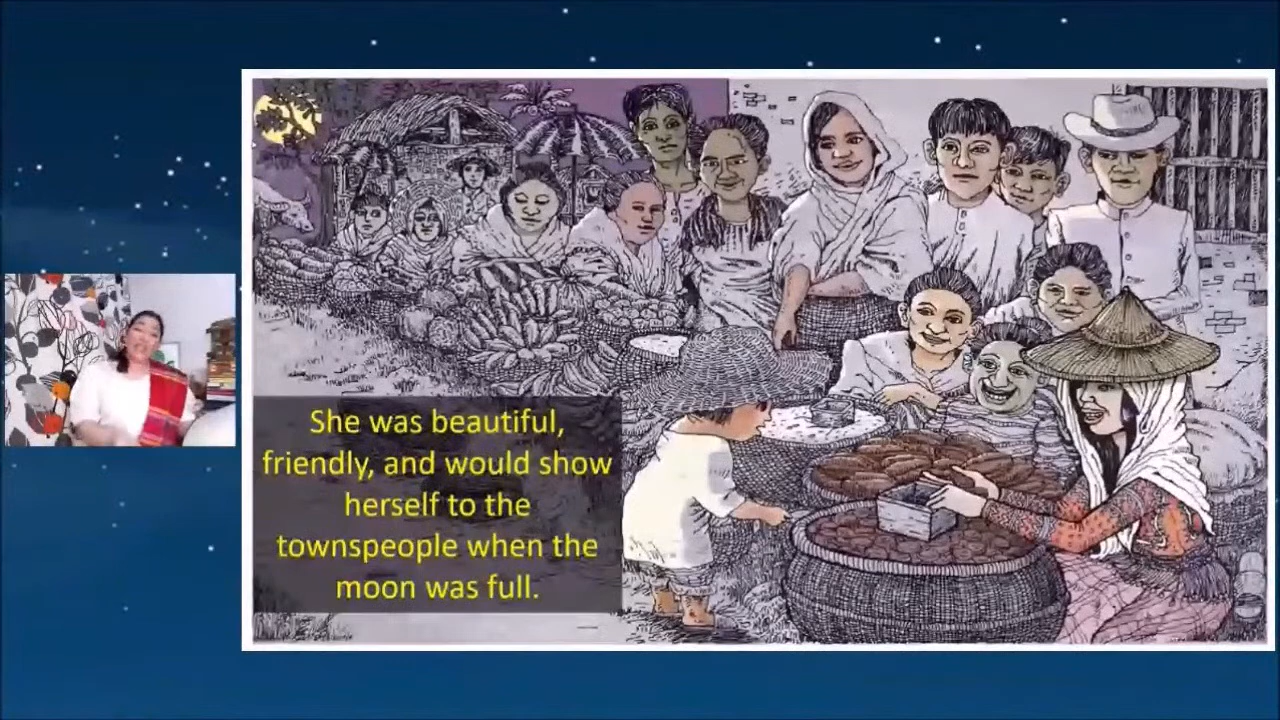 She was beautiful,
friendly, and would show
herself to the
townspeople when the
moon was full.